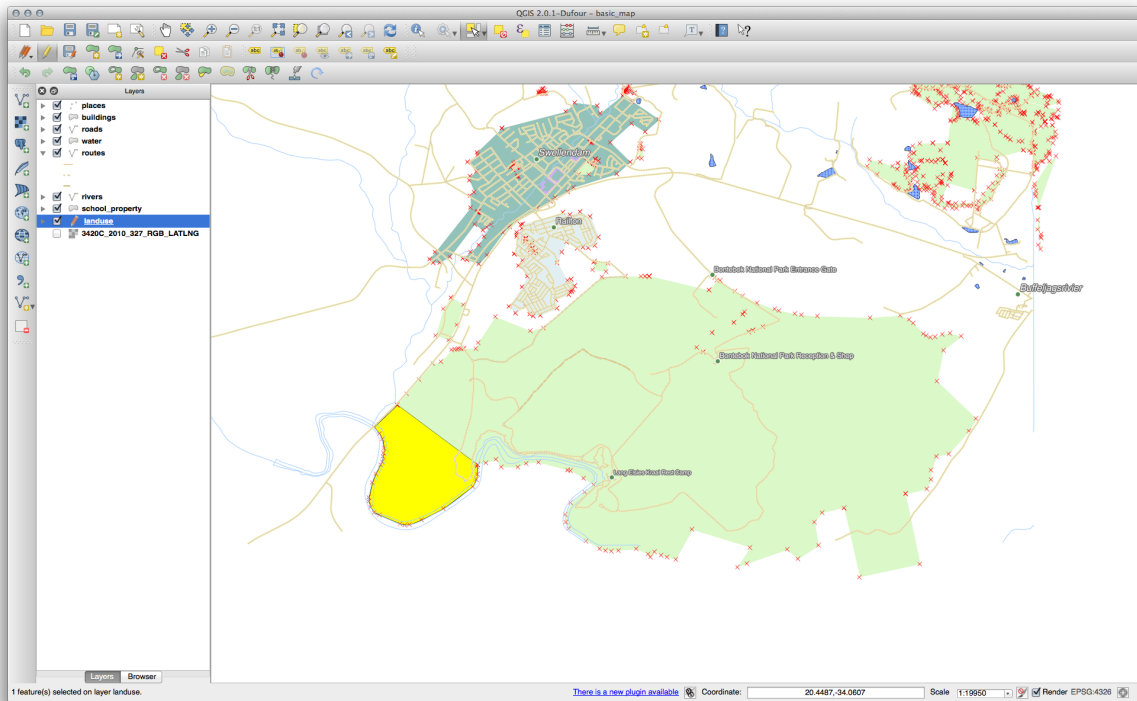 QGIS 2.0.1-Dufour - basic_map
Layers
places
buildings
roads
water
routes
rivers
school_property
landuse
3420C_2010_327_RGB_LATLNG
Swellendam
Railton
Bontebok National Park Entrance Gate
Buffeljagsrivier
Bontebok National Park Reception & Shop
Lang Elsies Kraal Rest Camp
Layers
Browser
1 feature(s) selected on layer landuse.
There is a new plugin available
Coordinate:
20.4487,-34.0607
Scale
1:19950
Render
EPSG:4326